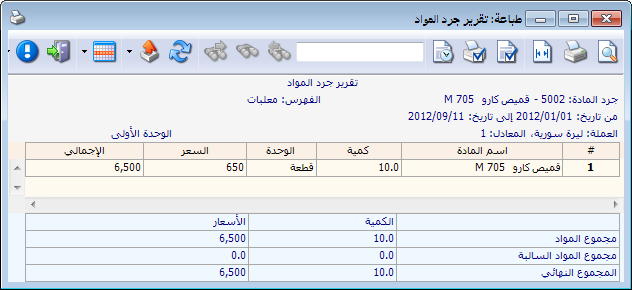 طباعة: تقرير جرد المواد
تقرير جرد المواد
جرد المادة: 5002 - قميص كارو M 705 الفهرس: معلبات
من تاريخ: 2012/01/01 إلى تاريخ: 2012/09/11
العملة: ليرة سورية، المعادل: 1 الوحدة الأولى
# اسم المادة كمية الوحدة السعر الإجمالي
1 قميص كارو M 705 10.0 قطعة 650 6,500
الكمية الأسعار
مجموع المواد 10.0 6,500
مجموع المواد السالبة 0.0 0.0
المجموع النهائي 10.0 6,500